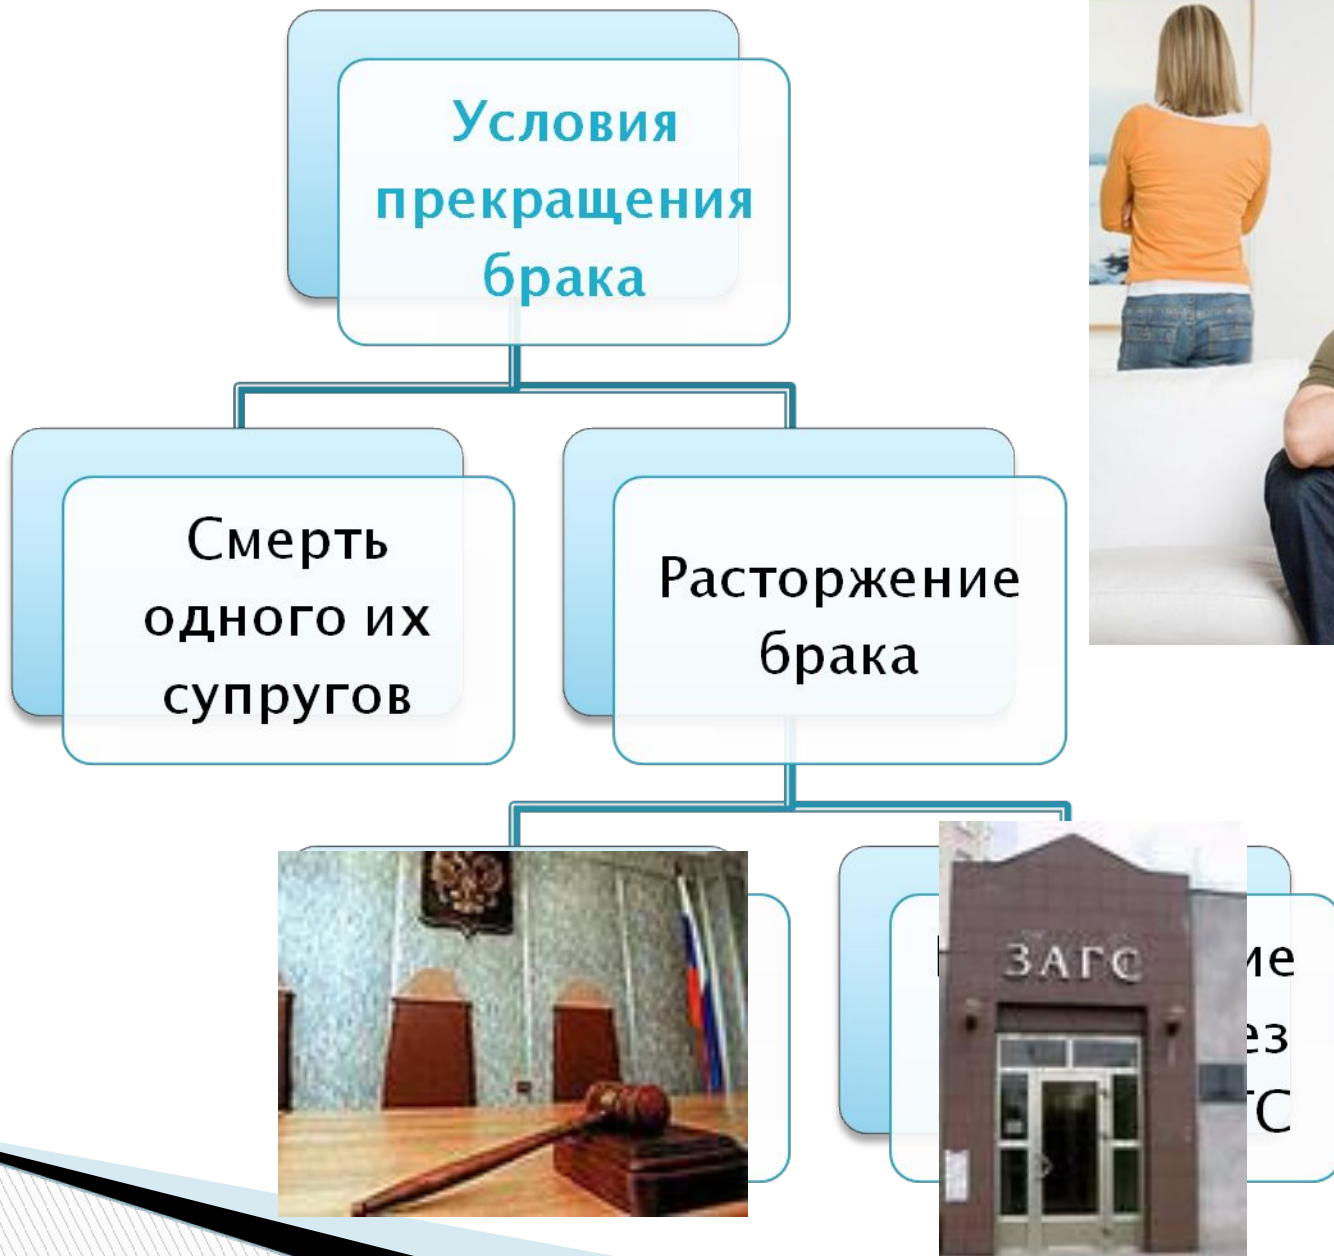 Условия
прекращения
брака
Смерть
одного их
супругов
Расторжение
брака
ЗАГС